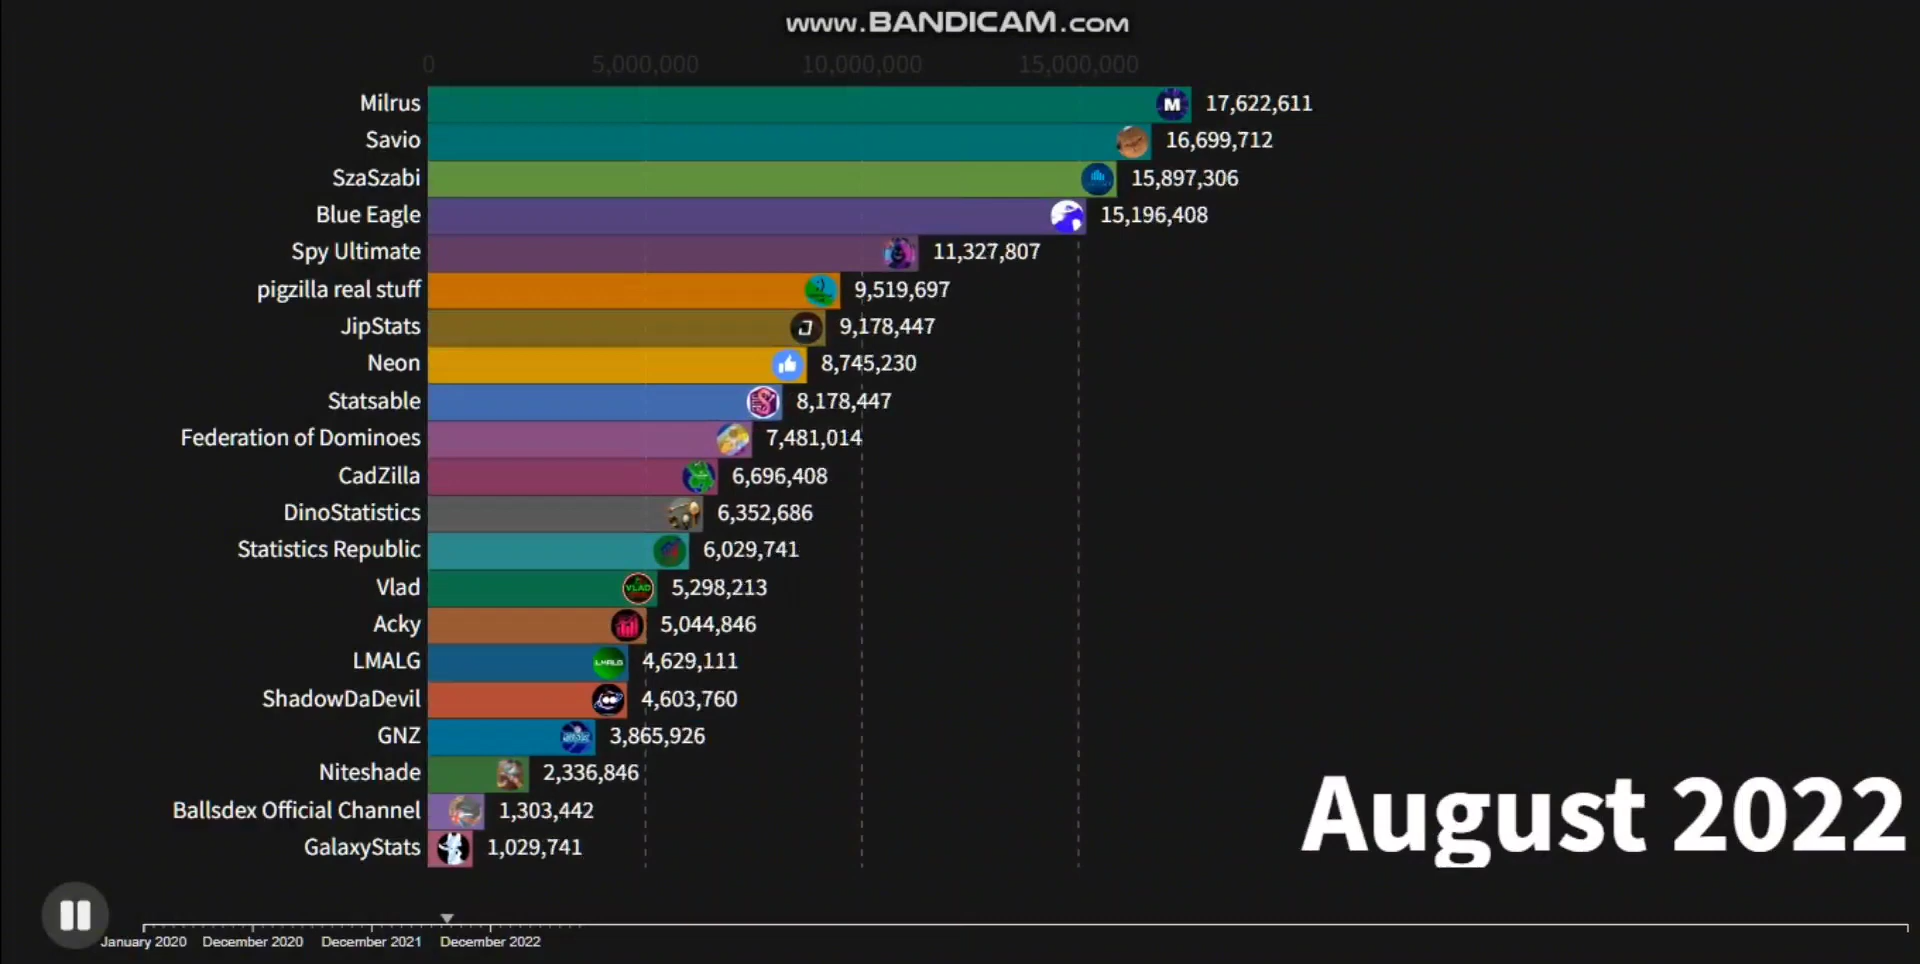 www.BANDICAM.com
0 5,000,000 10,000,000 15,000,000
Milrus M 17,622,611
Savio 16,699,712
SzaSzabi 15,897,306
Blue Eagle 15,196,408
Spy Ultimate 11,327,807
pigzilla real stuff 9,519,697
JipStats J 9,178,447
Neon 8,745,230
Statsable S 8,178,447
Federation of Dominoes 7,481,014
CadZilla 6,696,408
DinoStatistics 6,352,686
Statistics Republic 6,029,741
Vlad VLAD 5,298,213
Acky 5,044,846
LMALG LMALG 4,629,111
ShadowDaDevil 4,603,760
GNZ 3,865,926
Niteshade 2,336,846
Ballsdex Official Channel 1,303,442
GalaxyStats 1,029,741
August 2022
January 2020 December 2020 December 2021 December 2022